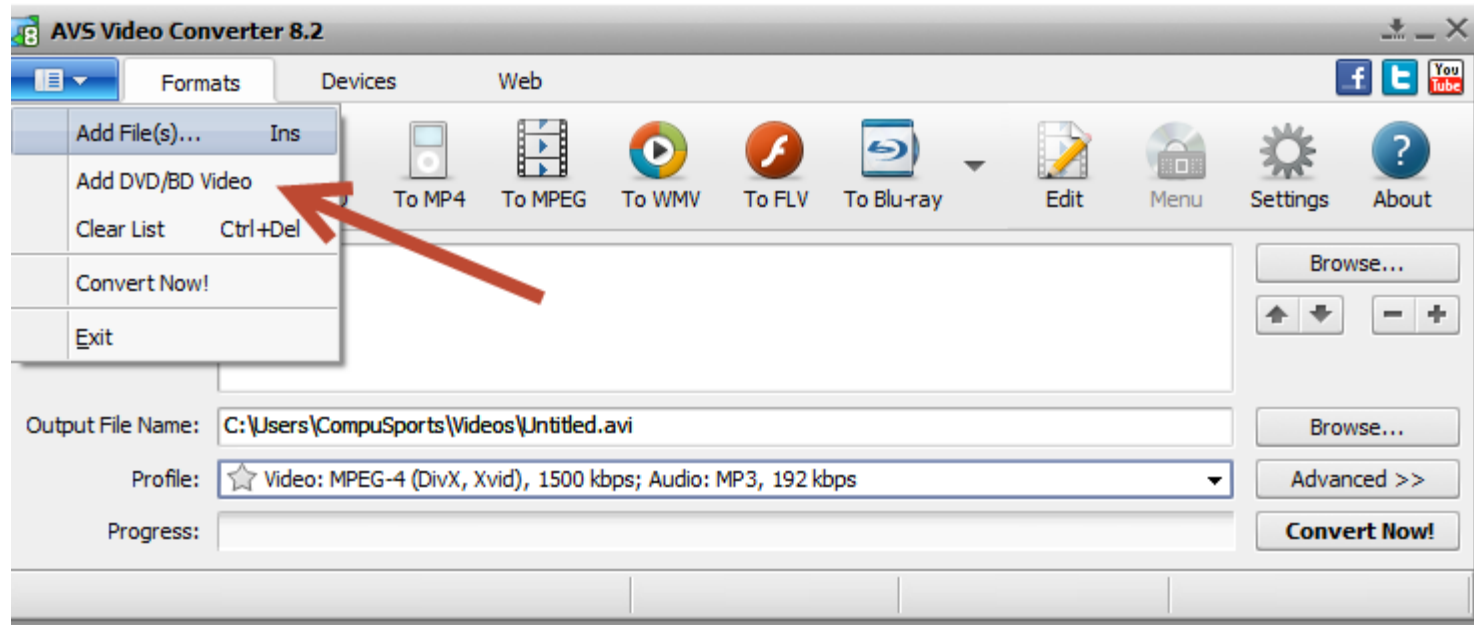 AVS Video Converter 8.2
Formats Devices Web You Tube
Add File(s)... Ins
Add DVD/BD Video
Clear List Ctrl+Del
Convert Now!
Exit
To MP4 To MPEG To WMV To FLV To Blu-ray Edit Menu Settings About
Browse...
Output File Name: C:\Users\CompuSports\Videos\Untitled.avi Browse...
Profile: Video: MPEG-4 (DivX, Xvid), 1500 kbps; Audio: MP3, 192 kbps Advanced >>
Progress: Convert Now!